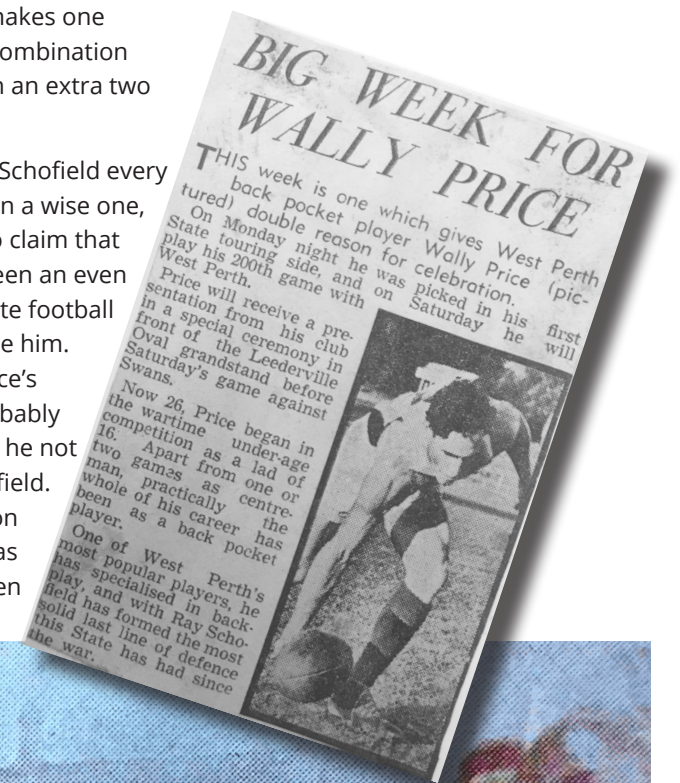 makes one
ombination
n an extra two
Schofield every
n a wise one,
o claim that
een an even
te football
e him.
ce’s
bably
he not
field.
on
as
en
BIG WEEK FOR
WALLY PRICE
THIS week is one which gives West Perth
back pocket player Wally Price (pic-
tured) double reason for celebration.
On Monday night he was picked in his first
State touring side, and on Saturday he will
play his 200th game with
West Perth.
Price will receive a pre-
sentation from his club
in a special ceremony in
front of the Leederville
Oval grandstand before
Saturday's game against
Swans.
Now 26, Price began in
the wartime under-age
competition as a lad of
16. Apart from one or
two games as centre-
man, practically the
whole of his career has
been as a back pocket
player.
One of West Perth's
most popular players, he
has specialised in back-
play, and with Ray Scho-
field has formed the most
solid last line of defence
this State has had since
the war.